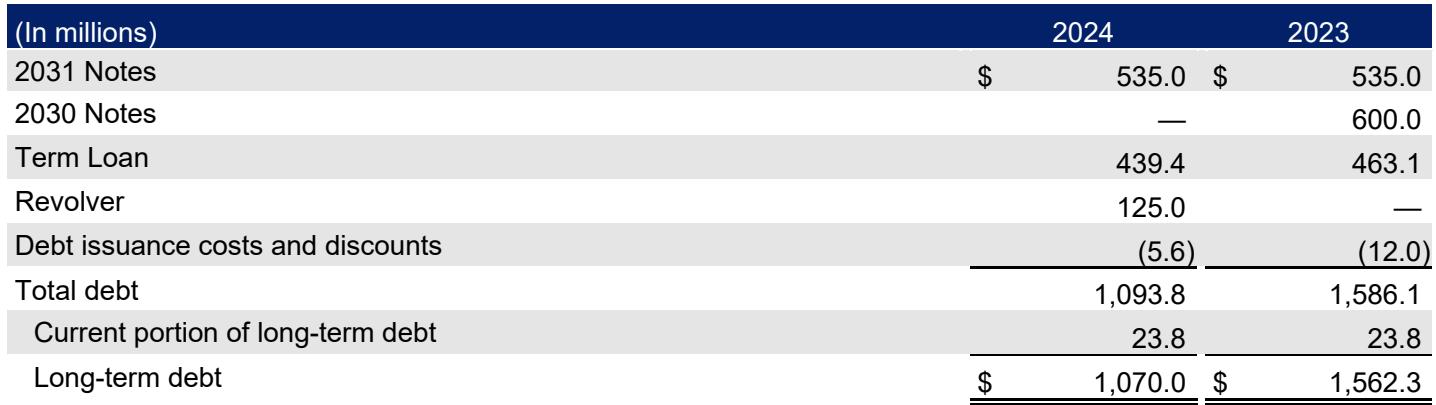 (In millions) 2024 2023
2031 Notes $ 535.0 $ 535.0
2030 Notes — 600.0
Term Loan 439.4 463.1
Revolver 125.0 —
Debt issuance costs and discounts (5.6) (12.0)
Total debt 1,093.8 1,586.1
Current portion of long-term debt 23.8 23.8
Long-term debt $ 1,070.0 $ 1,562.3